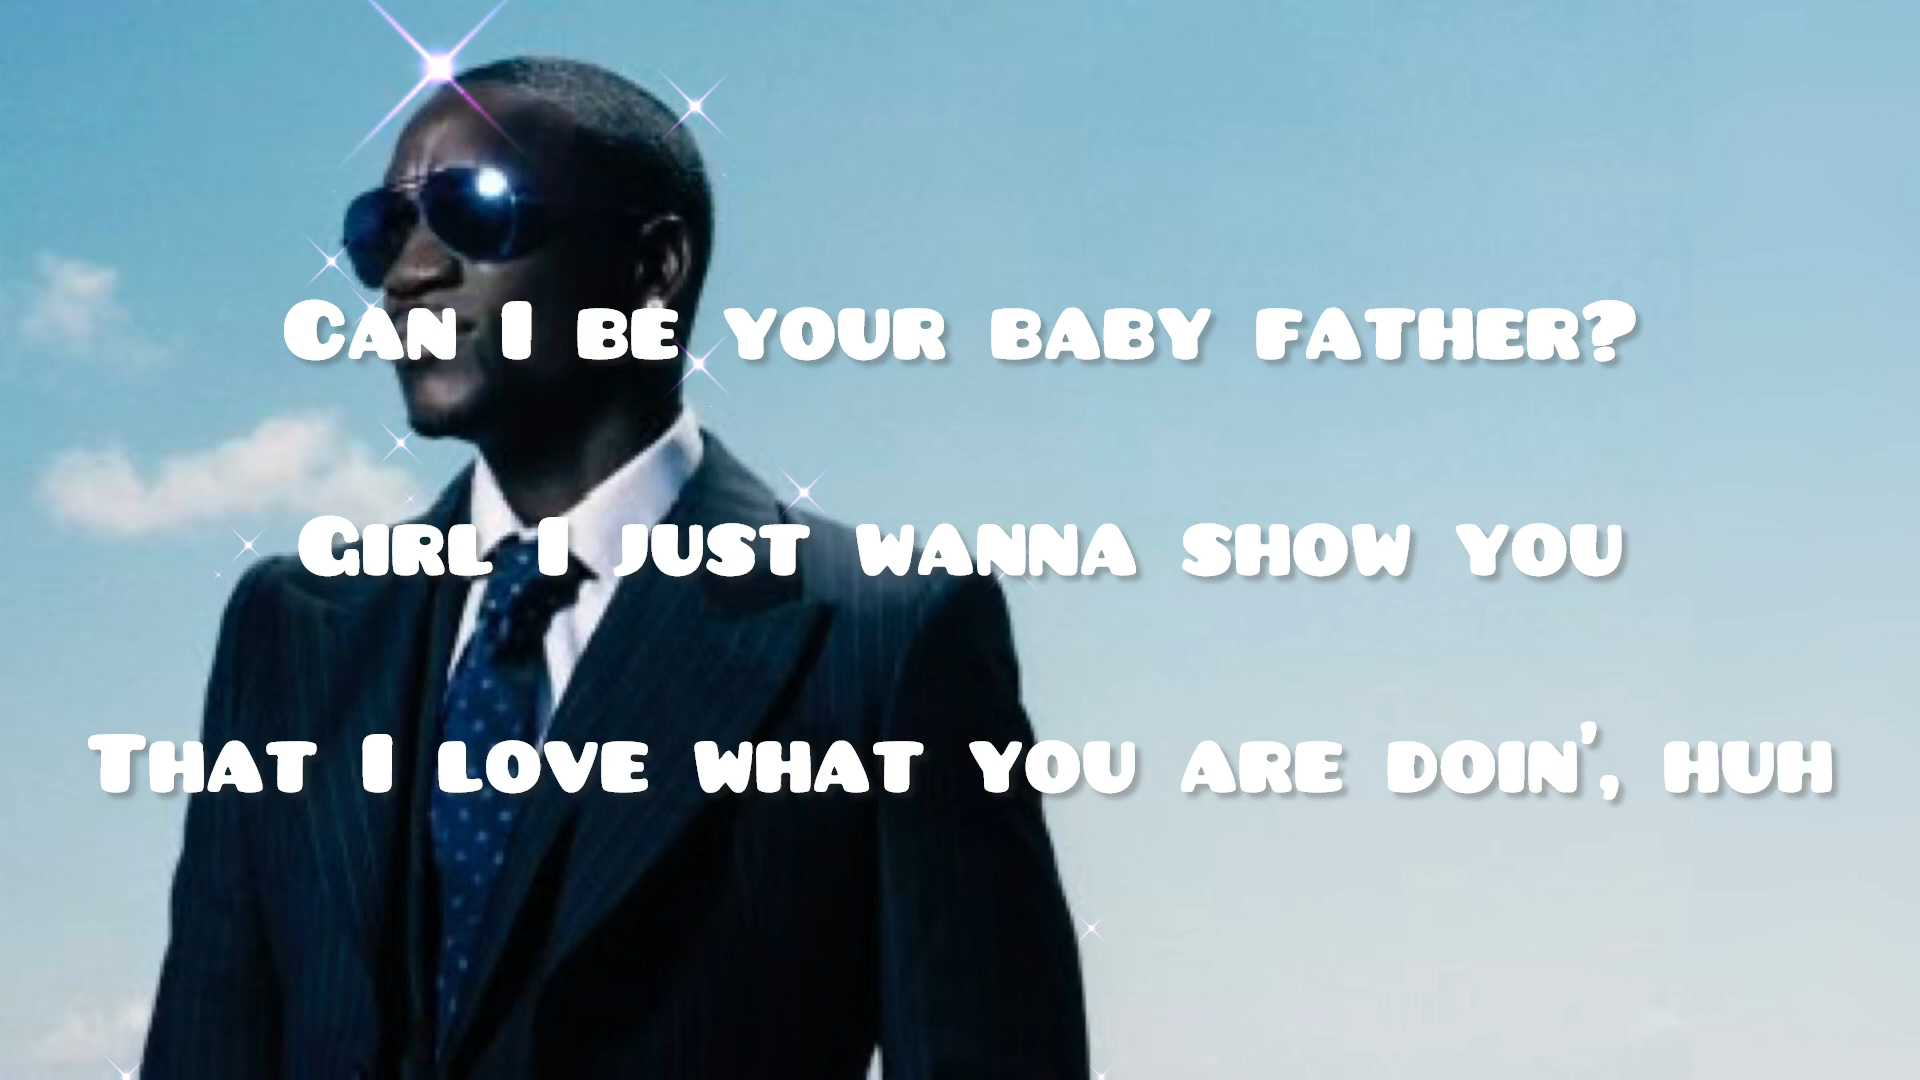 Can I be your baby father?
Girl I just wanna show you
That I love what you are doin', huh